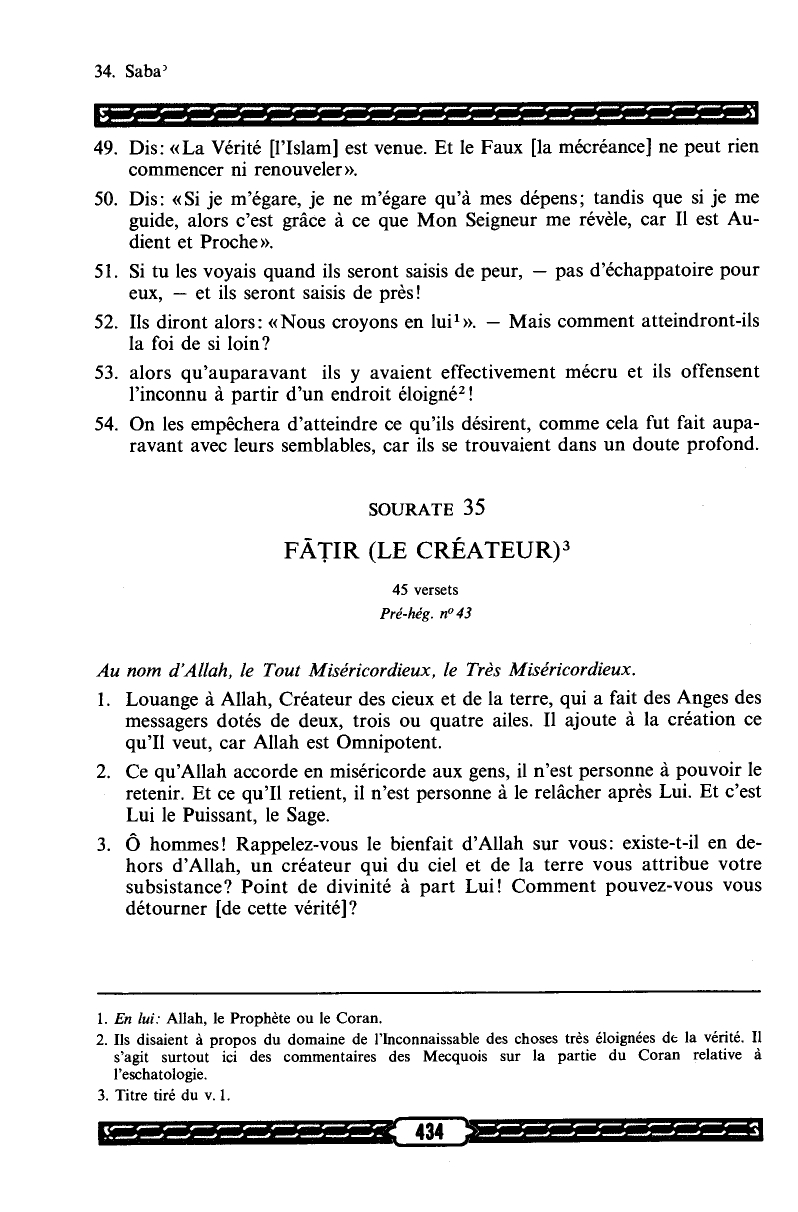 34. Sabaʾ
49. Dis: «La Vérité [l'Islam] est venue. Et le Faux [la mécréance] ne peut rien
commencer ni renouveler».
50. Dis: «Si je m'égare, je ne m'égare qu'à mes dépens; tandis que si je me
guide, alors c'est grâce à ce que Mon Seigneur me révèle, car Il est Au-
dient et Proche».
51. Si tu les voyais quand ils seront saisis de peur, — pas d'échappatoire pour
eux, — et ils seront saisis de près!
52. Ils diront alors: «Nous croyons en lui¹». — Mais comment atteindront-ils
la foi de si loin?
53. alors qu'auparavant ils y avaient effectivement mécru et ils offensent
l'inconnu à partir d'un endroit éloigné²!
54. On les empêchera d'atteindre ce qu'ils désirent, comme cela fut fait aupa-
ravant avec leurs semblables, car ils se trouvaient dans un doute profond.
SOURATE 35
FĀṬIR (LE CRÉATEUR)³
45 versets
Pré-hég. nº 43
Au nom d'Allah, le Tout Miséricordieux, le Très Miséricordieux.
1. Louange à Allah, Créateur des cieux et de la terre, qui a fait des Anges des
messagers dotés de deux, trois ou quatre ailes. Il ajoute à la création ce
qu'Il veut, car Allah est Omnipotent.
2. Ce qu'Allah accorde en miséricorde aux gens, il n'est personne à pouvoir le
retenir. Et ce qu'Il retient, il n'est personne à le relâcher après Lui. Et c'est
Lui le Puissant, le Sage.
3. Ô hommes! Rappelez-vous le bienfait d'Allah sur vous: existe-t-il en de-
hors d'Allah, un créateur qui du ciel et de la terre vous attribue votre
subsistance? Point de divinité à part Lui! Comment pouvez-vous vous
détourner [de cette vérité]?
1. En lui: Allah, le Prophète ou le Coran.
2. Ils disaient à propos du domaine de l'Inconnaissable des choses très éloignées de la vérité. Il
s'agit surtout ici des commentaires des Mecquois sur la partie du Coran relative à
l'eschatologie.
3. Titre tiré du v. 1.
434